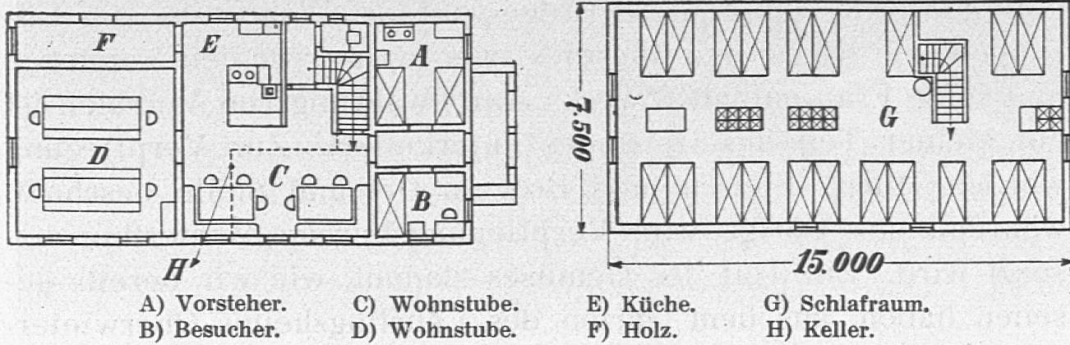 F E A
D C B
H
7.500
G
15.000
A) Vorsteher. C) Wohnstube. E) Küche. G) Schlafraum.
B) Besucher. D) Wohnstube. F) Holz. H) Keller.